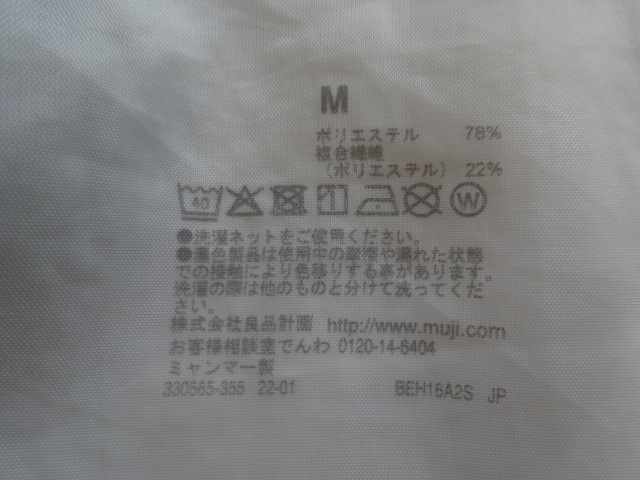 M
ポリエステル 78%
複合繊維
（ポリエステル） 22%
40
W
●洗濯ネットをご使用ください。
●濃色製品は使用中の摩擦や濡れた状態
での接触により色移りする事があります。
洗濯の際は他のものと分けて洗ってくだ
さい。
株式会社良品計画 http://www.muji.com
お客様相談室でんわ 0120-14-6404
ミャンマー製
330565-355 22-01 BEH16A2S JP